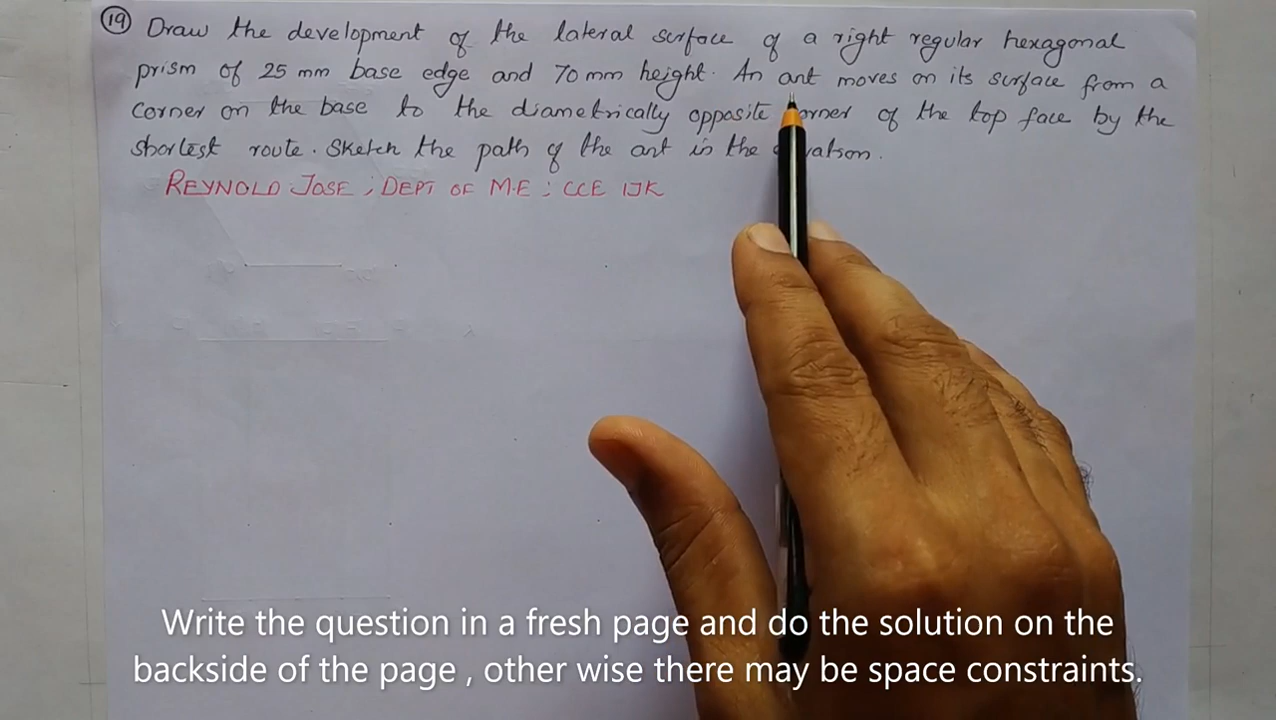 19 Draw the development of the lateral surface of a right regular hexagonal
prism of 25 mm base edge and 70 mm height. An ant moves on its surface from a
corner on the base to the diametrically opposite corner of the top face by the
shortest route. Sketch the path of the ant in the
REYNOLD JOSE ; DEPT OF M.E ; CCE IJK
Write the question in a fresh page and do the solution on the
backside of the page , other wise there may be space constraints.